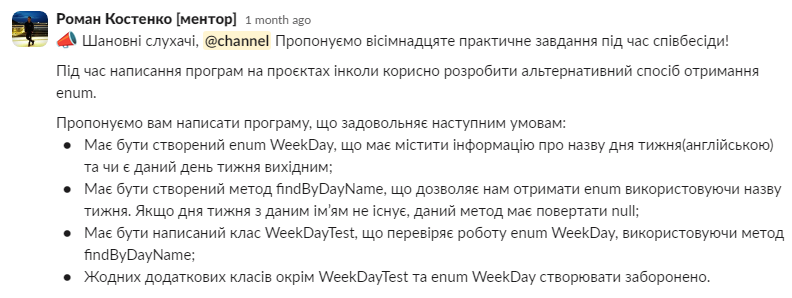 Роман Костенко [ментор] 1 month ago
📣 Шановні слухачі, @channel Пропонуємо вісімнадцяте практичне завдання під час співбесіди!
Під час написання програм на проєктах інколи корисно розробити альтернативний спосіб отримання
enum.
Пропонуємо вам написати програму, що задовольняє наступним умовам:
● Має бути створений enum WeekDay, що має містити інформацію про назву дня тижня(англійською)
та чи є даний день тижня вихідним;
● Має бути створений метод findByDayName, що дозволяє нам отримати enum використовуючи назву
тижня. Якщо дня тижня з даним ім’ям не існує, даний метод має повертати null;
● Має бути написаний клас WeekDayTest, що перевіряє роботу enum WeekDay, використовуючи метод
findByDayName;
● Жодних додаткових класів окрім WeekDayTest та enum WeekDay створювати заборонено.